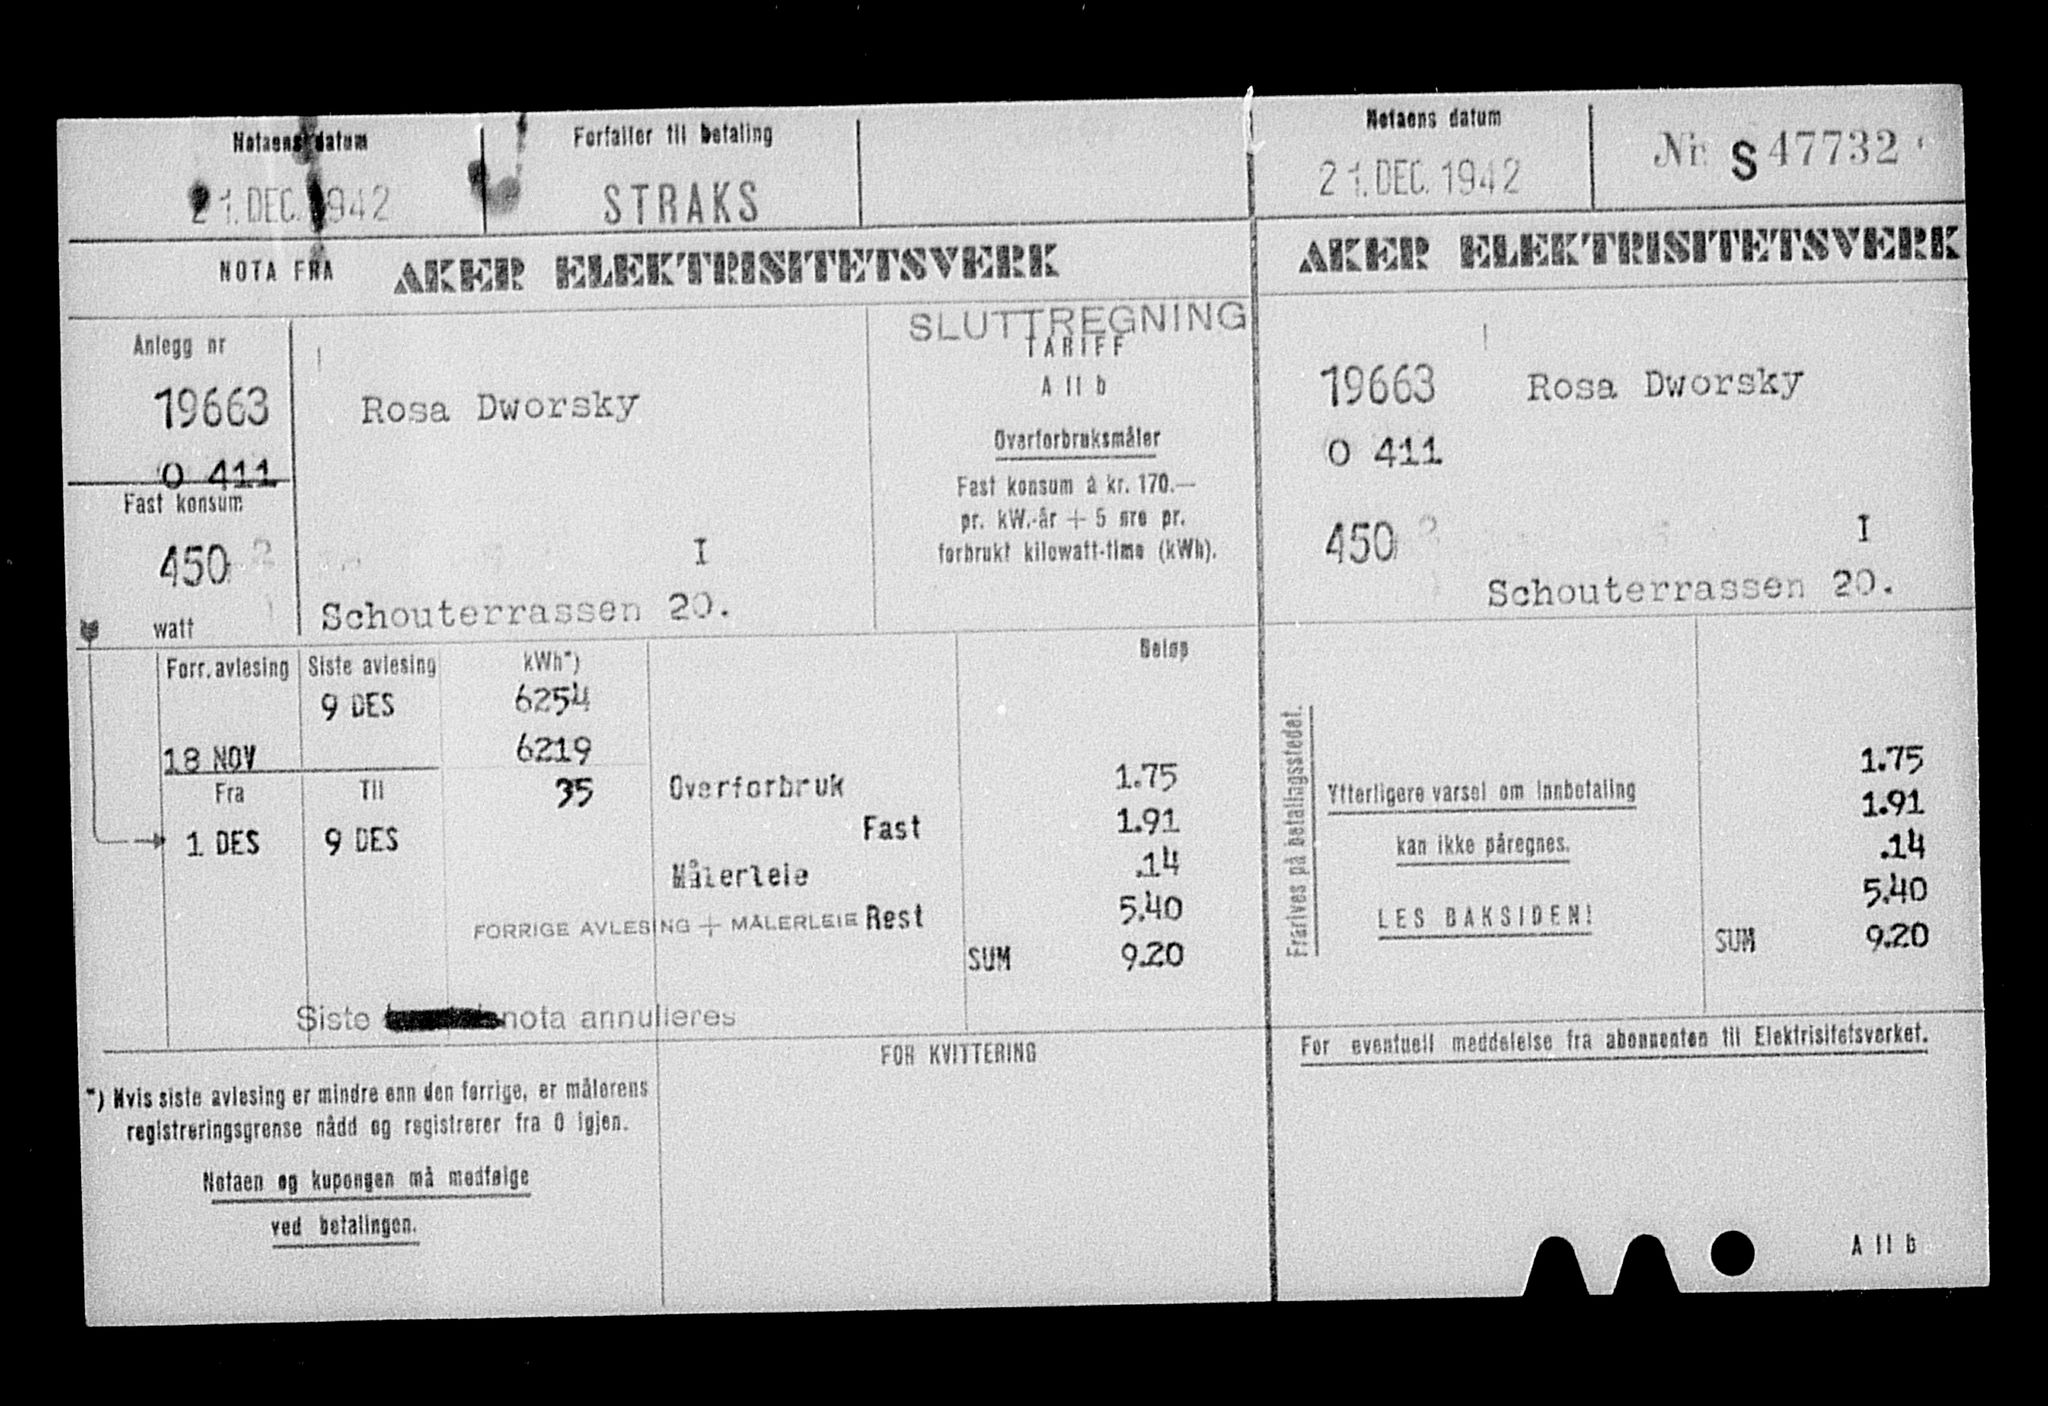 Notaens datum
21. DEC. 1942
Forfaller til betaling
STRAKS
NOTA FRA AKER ELEKTRISITETSVERK
Anlegg nr
19663
O 411
Fast konsum
450
watt
Rosa Dworsky
I
Schouterrassen 20.
SLUTTREGNING
TARIFF
A II b
Overforbruksmåler
Fast konsum à kr. 170.—
pr. kW.-år + 5 øre pr.
forbrukt kilowatt-time (kWh).
Forr. avlesing Siste avlesing kWh*)
9 DES 6254
18 NOV 6219
Fra Til 35
1 DES 9 DES
Beløp
Overforbruk 1.75
Fast 1.91
Målerleie .14
FORRIGE AVLESING + MÅLERLEIE Rest 5.40
SUM 9.20
Siste nota annulleres
*) Hvis siste avlesing er mindre enn den forrige, er målerens
registreringsgrense nådd og registrerer fra 0 igjen.
Notaen og kupongen må medfølge
ved betalingen.
FOR KVITTERING
Notaens datum
21. DEC. 1942
Nr. S 47732
AKER ELEKTRISITETSVERK
19663 Rosa Dworsky
O 411
450 I
Schouterrassen 20.
Frarives på betalingsstedet.
Ytterligere varsel om innbetaling
kan ikke påregnes.
LES BAKSIDEN!
1.75
1.91
.14
5.40
SUM 9.20
For eventuell meddelelse fra abonnenten til Elektrisitetsverket.
A II b